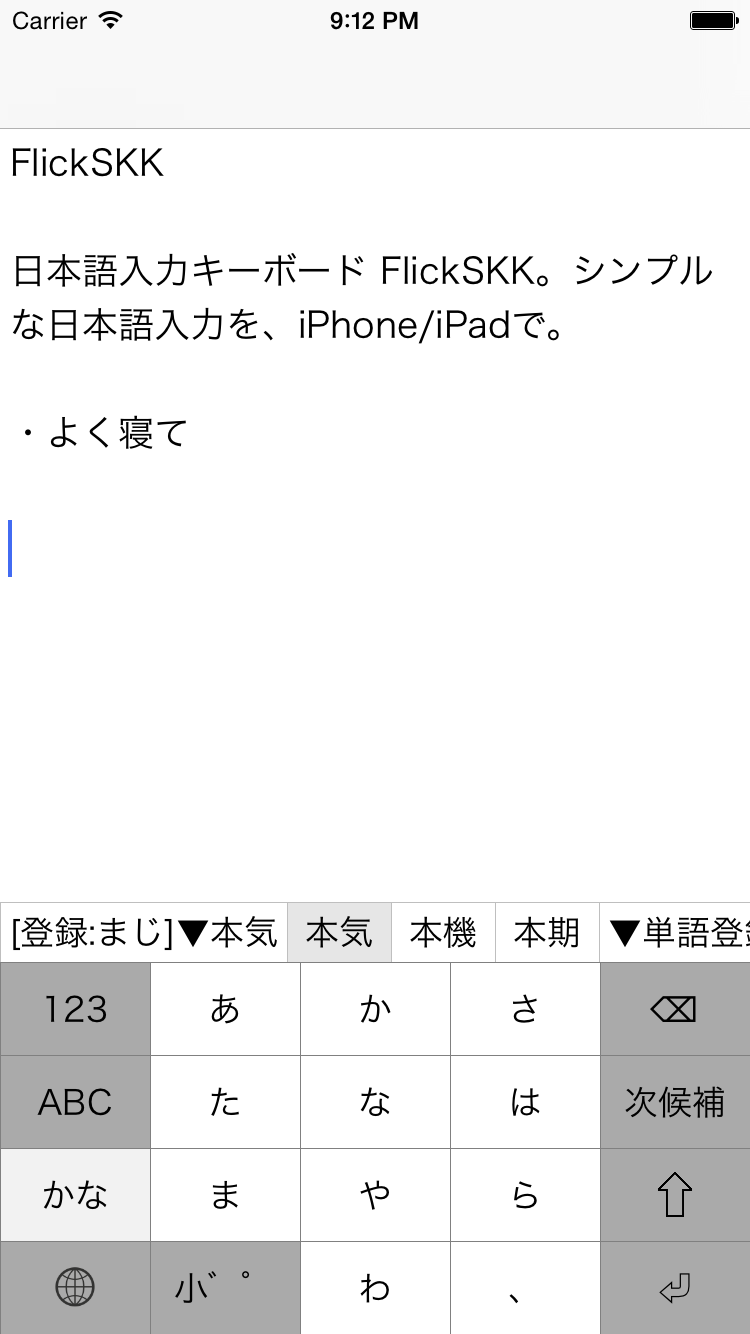 Carrier 9:12 PM
FlickSKK
日本語入力キーボード FlickSKK。シンプル
な日本語入力を、iPhone/iPadで。
・よく寝て
[登録:まじ]▼本気 本気 本機 本期 ▼単語登録
123 あ か さ ⌫
ABC た な は 次候補
かな ま や ら
小゛゜ わ 、